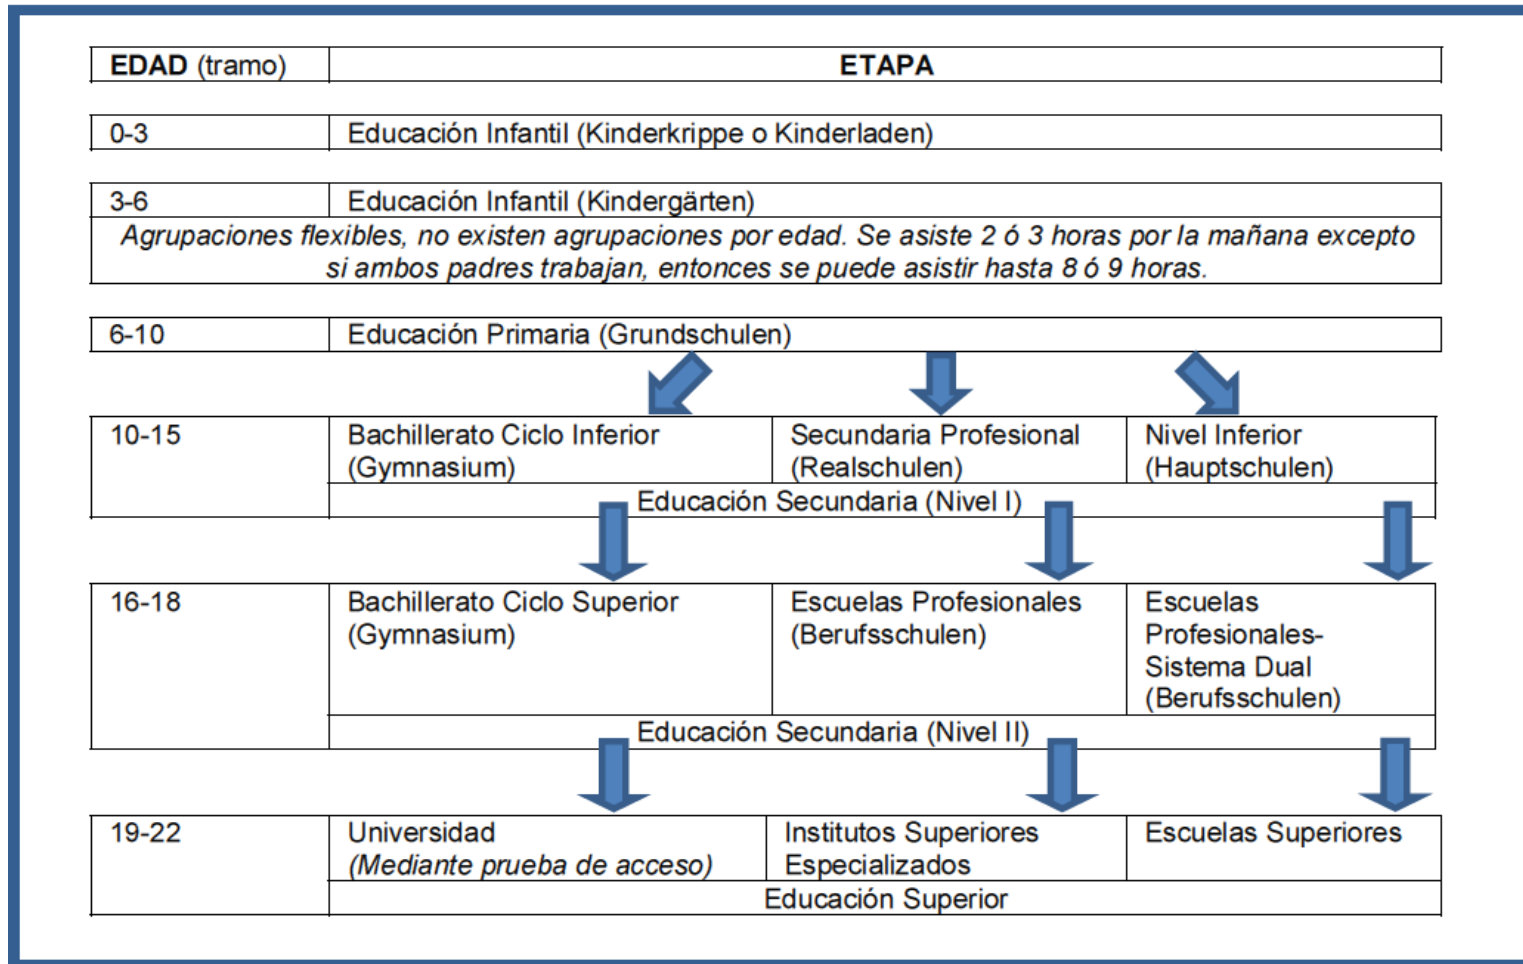 EDAD (tramo) ETAPA
0-3 Educación Infantil (Kinderkrippe o Kinderladen)
3-6 Educación Infantil (Kindergärten)
Agrupaciones flexibles, no existen agrupaciones por edad. Se asiste 2 ó 3 horas por la mañana excepto
si ambos padres trabajan, entonces se puede asistir hasta 8 ó 9 horas.
6-10 Educación Primaria (Grundschulen)
10-15
Bachillerato Ciclo Inferior
(Gymnasium)
Secundaria Profesional
(Realschulen)
Nivel Inferior
(Hauptschulen)
Educación Secundaria (Nivel I)
16-18
Bachillerato Ciclo Superior
(Gymnasium)
Escuelas Profesionales
(Berufsschulen)
Escuelas
Profesionales-
Sistema Dual
(Berufsschulen)
Educación Secundaria (Nivel II)
19-22
Universidad
(Mediante prueba de acceso)
Institutos Superiores
Especializados
Escuelas Superiores
Educación Superior